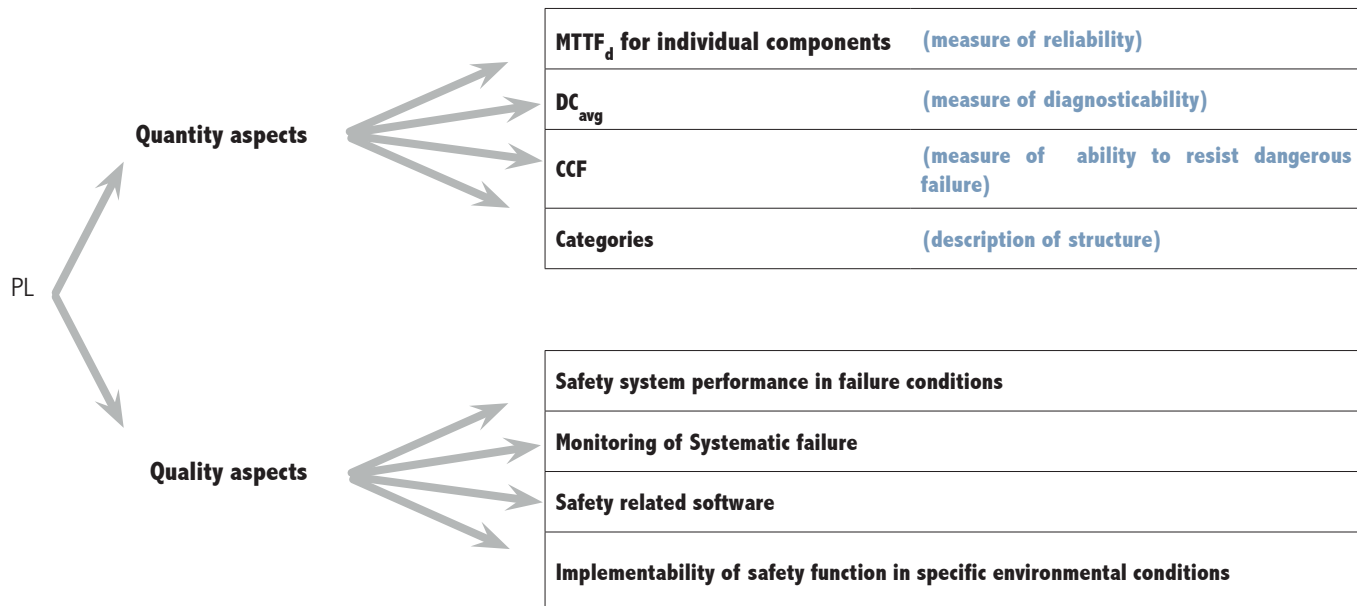 MTTFd for individual components (measure of reliability)
DCavg (measure of diagnosticability)
Quantity aspects
CCF (measure of ability to resist dangerous
failure)
Categories (description of structure)
PL
Safety system performance in failure conditions
Monitoring of Systematic failure
Quality aspects
Safety related software
Implementability of safety function in specific environmental conditions